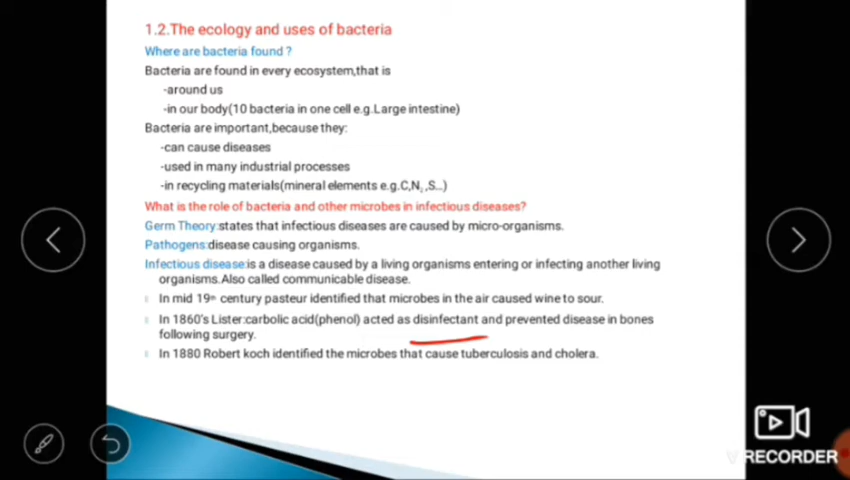 1.2.The ecology and uses of bacteria
Where are bacteria found ?
Bacteria are found in every ecosystem,that is
-around us
-in our body(10 bacteria in one cell e.g.Large intestine)
Bacteria are important,because they:
-can cause diseases
-used in many industrial processes
-in recycling materials(mineral elements e.g.C,N₂ ,S...)
What is the role of bacteria and other microbes in infectious diseases?
Germ Theory:states that infectious diseases are caused by micro-organisms.
Pathogens:disease causing organisms.
Infectious disease:is a disease caused by a living organisms entering or infecting another living
organisms.Also called communicable disease.
In mid 19th century pasteur identified that microbes in the air caused wine to sour.
In 1860's Lister:carbolic acid(phenol) acted as disinfectant and prevented disease in bones
following surgery.
In 1880 Robert koch identified the microbes that cause tuberculosis and cholera.
V RECORDER